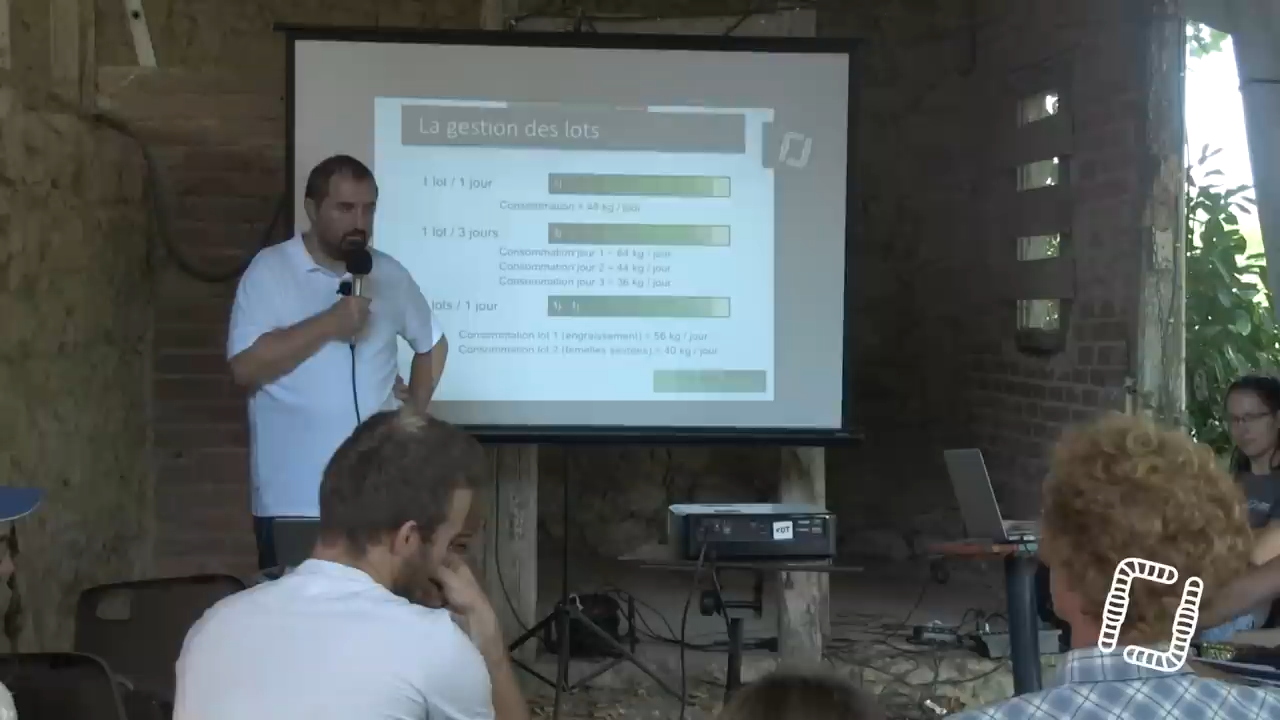 La gestion des lots
1 lot / 1 jour
Consommation = 48 kg / jour
1 lot / 3 jours
Consommation jour 1 = 64 kg / jour
Consommation jour 2 = 44 kg / jour
Consommation jour 3 = 36 kg / jour
lots / 1 jour
Consommation lot 1 (engraissement) = 56 kg / jour
Consommation lot 2 (femelles suitées) = 40 kg / jour